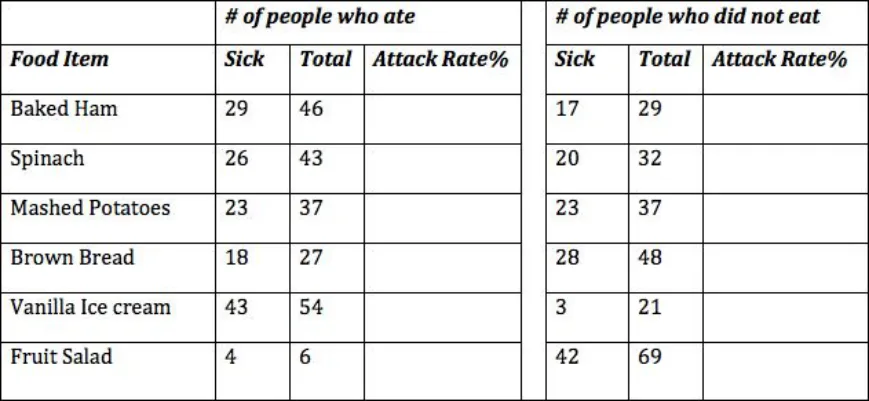 # of people who ate # of people who did not eat
Food Item Sick Total Attack Rate% Sick Total Attack Rate%
Baked Ham 29 46 17 29
Spinach 26 43 20 32
Mashed Potatoes 23 37 23 37
Brown Bread 18 27 28 48
Vanilla Ice cream 43 54 3 21
Fruit Salad 4 6 42 69